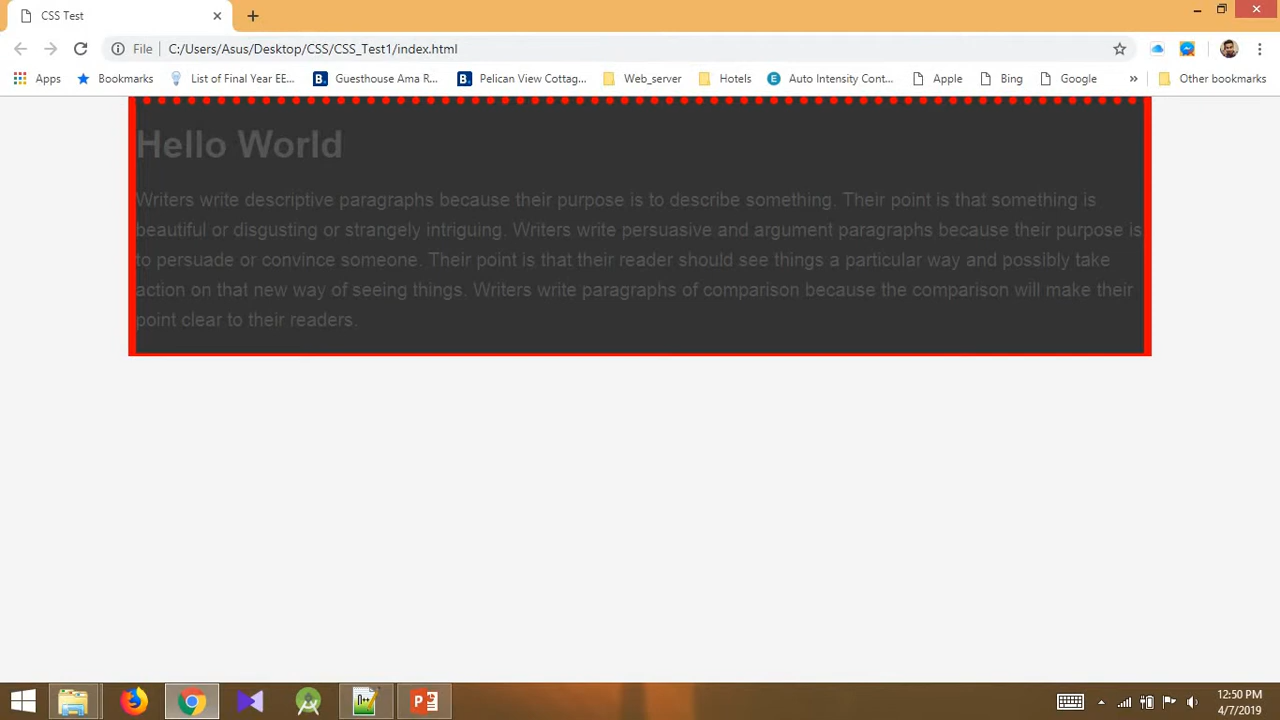 CSS Test
File C:/Users/Asus/Desktop/CSS/CSS_Test1/index.html
Apps Bookmarks List of Final Year EE... B. Guesthouse Ama R... B. Pelican View Cottag... Web_server Hotels E Auto Intensity Cont... Apple Bing Google » Other bookmarks
Hello World
Writers write descriptive paragraphs because their purpose is to describe something. Their point is that something is
beautiful or disgusting or strangely intriguing. Writers write persuasive and argument paragraphs because their purpose is
to persuade or convince someone. Their point is that their reader should see things a particular way and possibly take
action on that new way of seeing things. Writers write paragraphs of comparison because the comparison will make their
point clear to their readers.
12:50 PM
4/7/2019